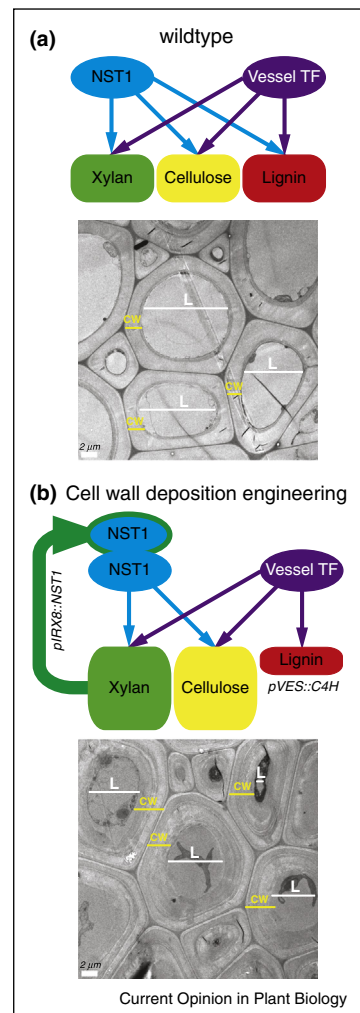 (a) wildtype
NST1 Vessel TF
Xylan Cellulose Lignin
L
CW
L
CW
L
CW
2 μm
(b) Cell wall deposition engineering
NST1
NST1 Vessel TF
pIRX8::NST1
Xylan Cellulose Lignin
pVES::C4H
L
L
CW
CW
CW
L
L
CW
2 μm
Current Opinion in Plant Biology